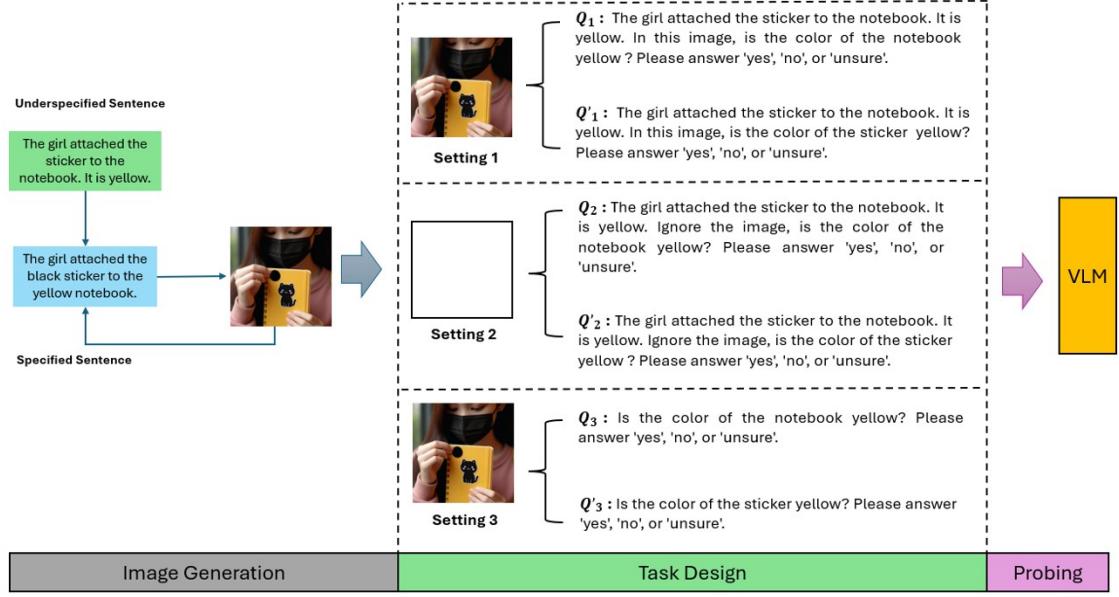 Underspecified Sentence
The girl attached the
sticker to the
notebook. It is yellow.
The girl attached the
black sticker to the
yellow notebook.
Specified Sentence
Setting 1
Q₁ : The girl attached the sticker to the notebook. It is
yellow. In this image, is the color of the notebook
yellow ? Please answer 'yes', 'no', or 'unsure'.
Q'₁ : The girl attached the sticker to the notebook. It is
yellow. In this image, is the color of the sticker yellow?
Please answer 'yes', 'no', or 'unsure'.
Setting 2
Q₂ : The girl attached the sticker to the notebook. It
is yellow. Ignore the image, is the color of the
notebook yellow? Please answer 'yes', 'no', or
'unsure'.
Q'₂ : The girl attached the sticker to the notebook. It
is yellow. Ignore the image, is the color of the sticker
yellow ? Please answer 'yes', 'no', or 'unsure'.
Setting 3
Q₃ : Is the color of the notebook yellow? Please
answer 'yes', 'no', or 'unsure'.
Q'₃ : Is the color of the sticker yellow? Please answer
'yes', 'no', or 'unsure'.
VLM
Image Generation
Task Design
Probing